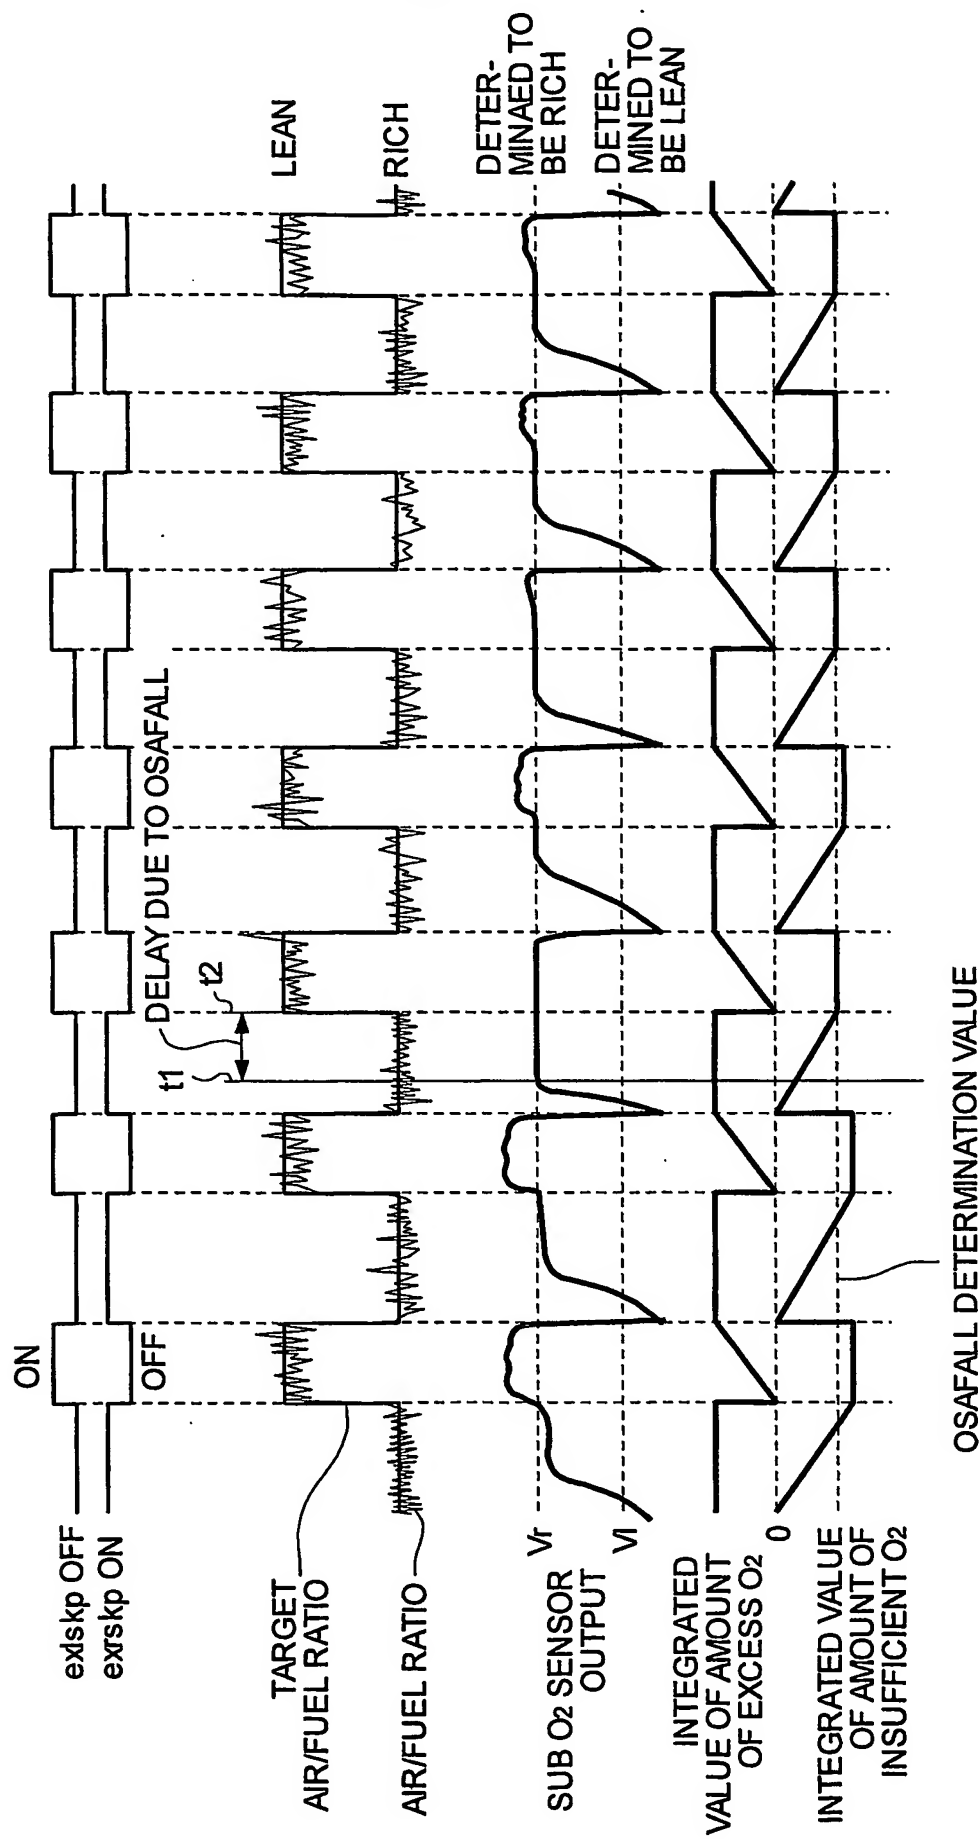 exlskp OFF
exrskp ON
ON
OFF
TARGET
AIR/FUEL RATIO
AIR/FUEL RATIO
t1
t2
DELAY DUE TO OSAFALL
LEAN
RICH
SUB O2 SENSOR
OUTPUT
Vr
Vl
DETER-
MINAED TO
BE RICH
DETER-
MINED TO
BE LEAN
INTEGRATED
VALUE OF AMOUNT
OF EXCESS O2
0
INTEGRATED VALUE
OF AMOUNT OF
INSUFFICIENT O2
OSAFALL DETERMINATION VALUE